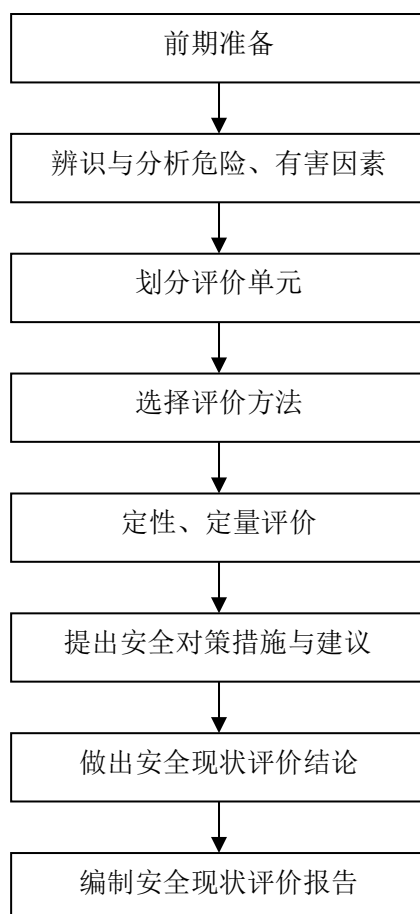 前期准备
辨识与分析危险、有害因素
划分评价单元
选择评价方法
定性、定量评价
提出安全对策措施与建议
做出安全现状评价结论
编制安全现状评价报告